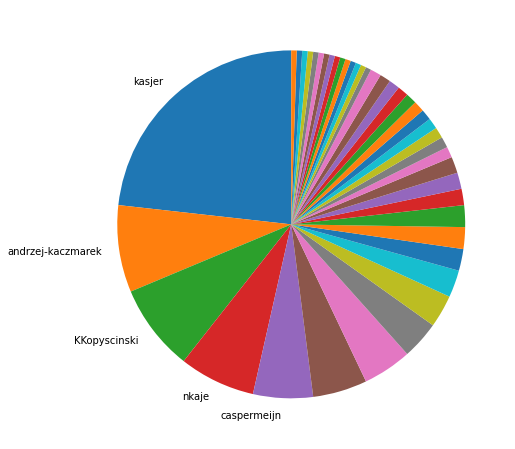 kasjer
andrzej-kaczmarek
KKopyscinski
nkaje
caspermeijn